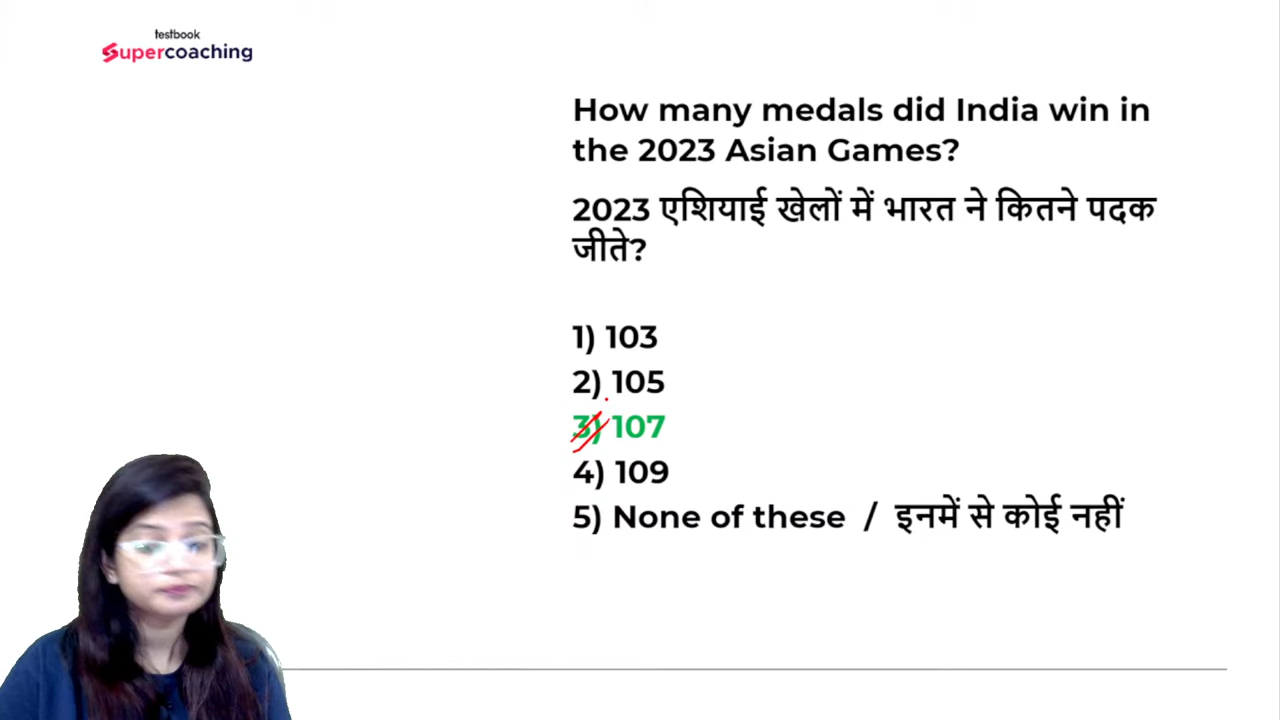 testbook
Supercoaching
How many medals did India win in
the 2023 Asian Games?
2023 एशियाई खेलों में भारत ने कितने पदक
जीते?
1) 103
2) 105
3) 107
4) 109
5) None of these / इनमें से कोई नहीं